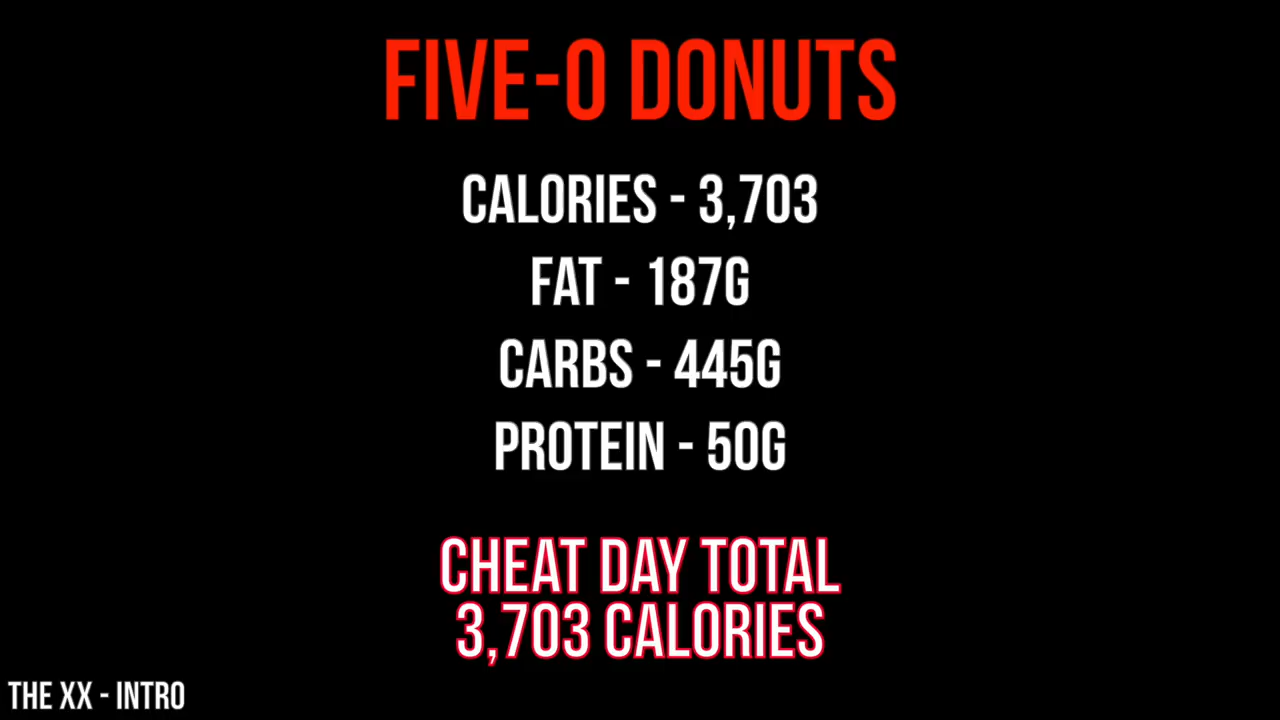 FIVE-O DONUTS
CALORIES - 3,703
FAT - 187G
CARBS - 445G
PROTEIN - 50G
CHEAT DAY TOTAL
3,703 CALORIES
THE XX - INTRO